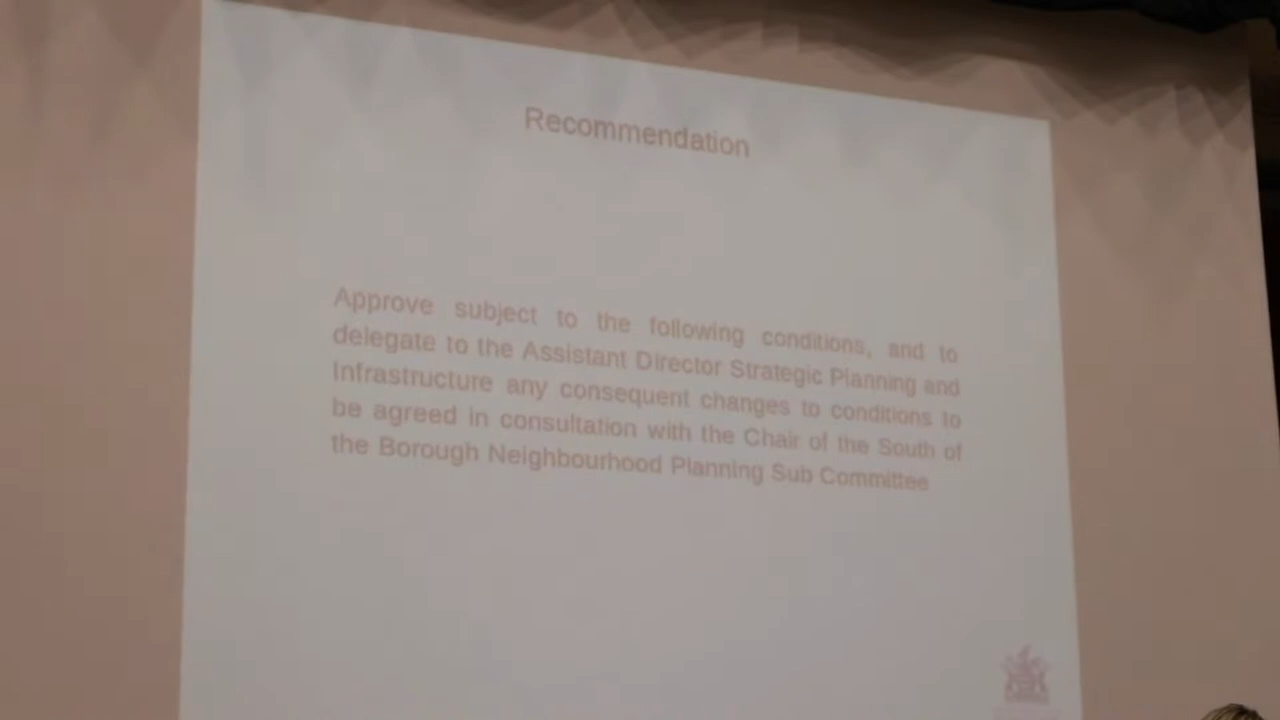 Recommendation
Approve subject to the following conditions, and to
delegate to the Assistant Director Strategic Planning and
Infrastructure any consequent changes to conditions to
be agreed in consultation with the Chair of the South of
the Borough Neighbourhood Planning Sub Committee